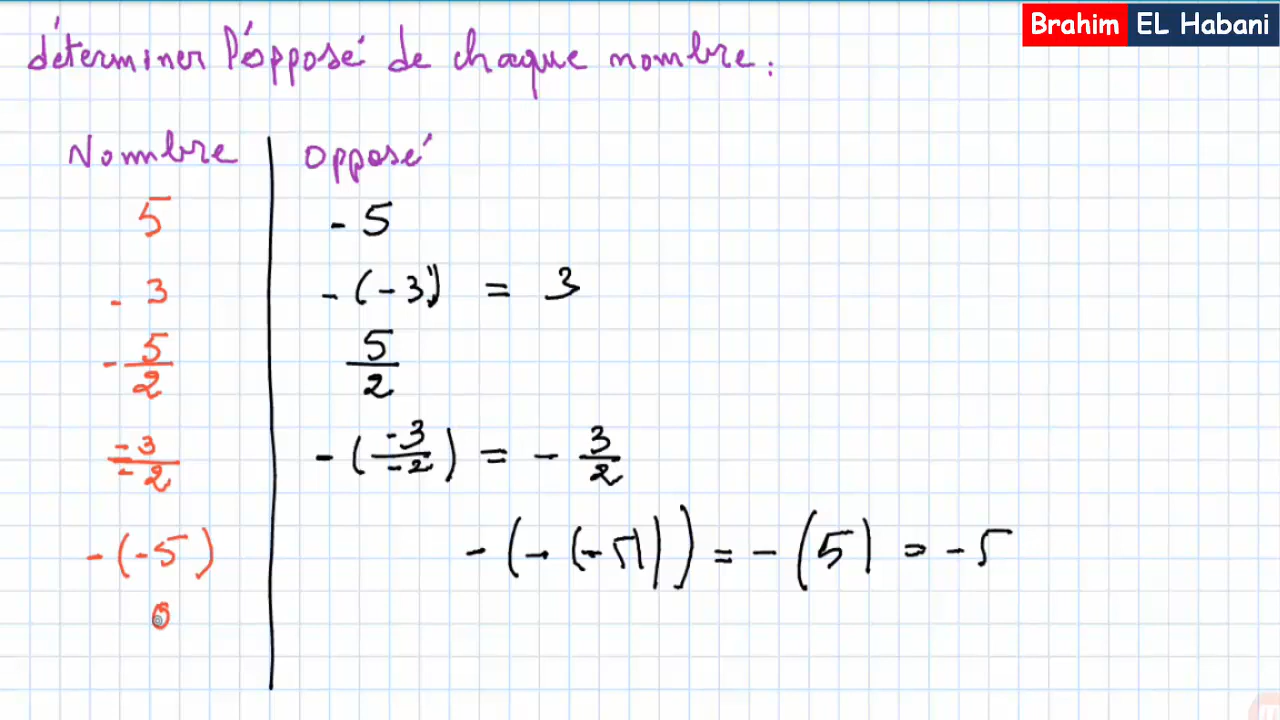 Brahim EL Habani
déterminer l'opposé de chaque nombre :
Nombre Opposé
5 -5
-3 -(-3) = 3
-5/2 5/2
-3/-2 -(-3/-2) = -3/2
-(-5) -(-(-5)) = -(5) = -5
0